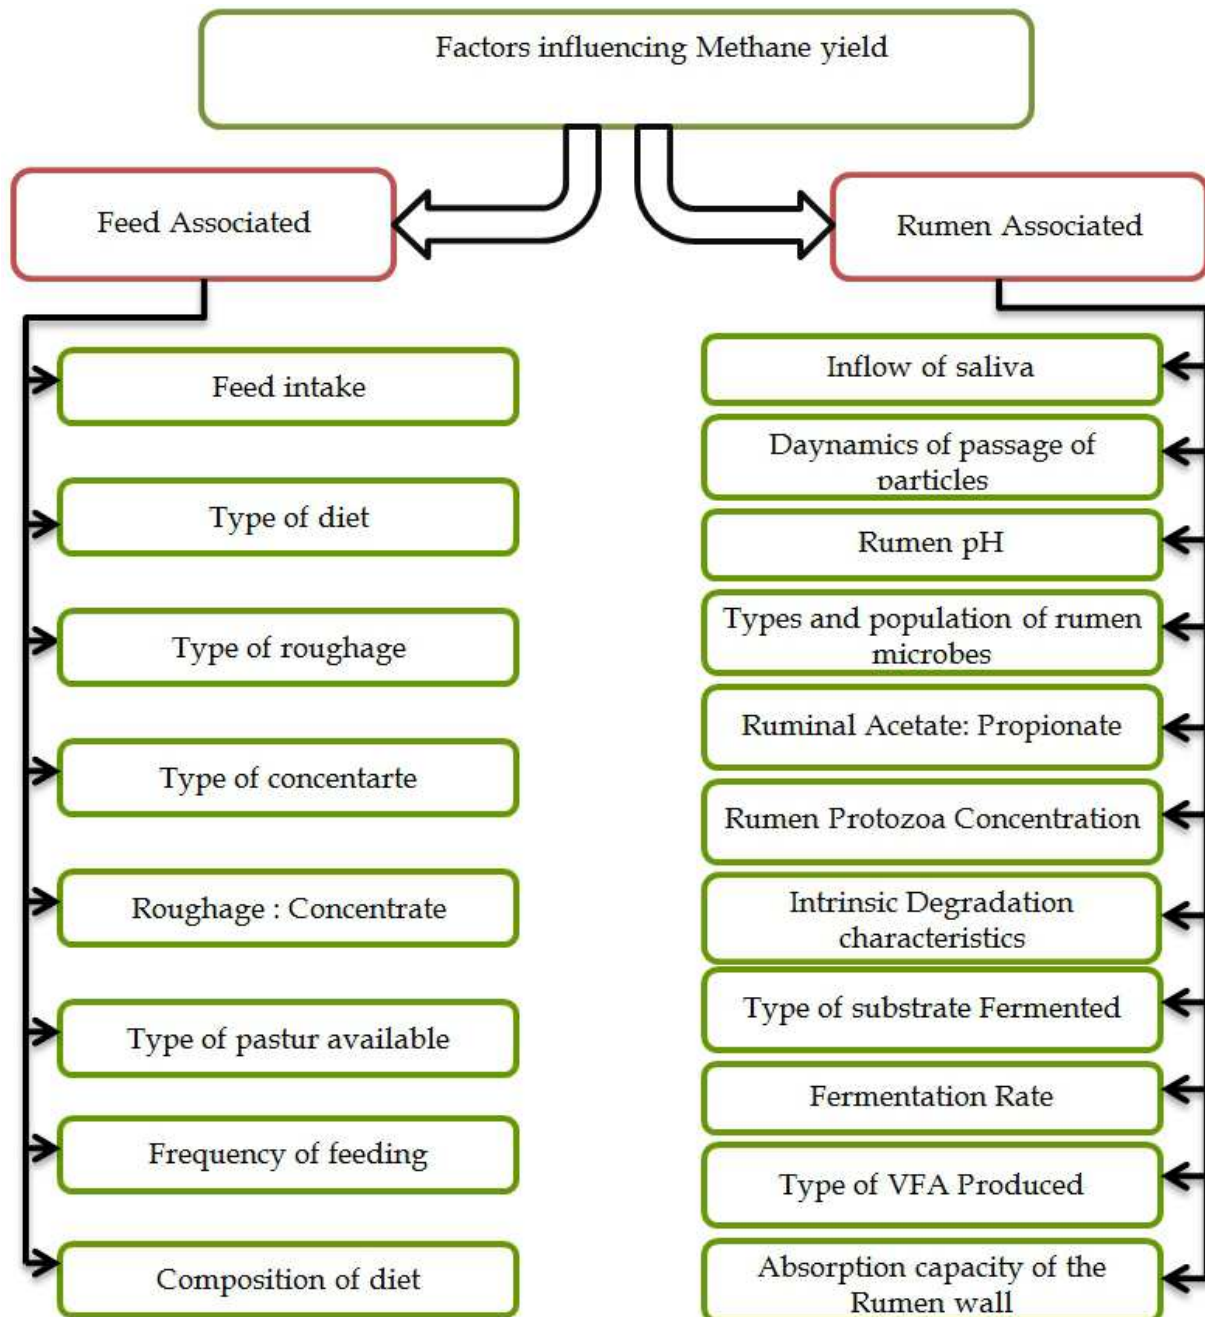 Factors influencing Methane yield
Feed Associated
Rumen Associated
Feed intake
Type of diet
Type of roughage
Type of concentarte
Roughage : Concentrate
Type of pastur available
Frequency of feeding
Composition of diet
Inflow of saliva
Daynamics of passage of
particles
Rumen pH
Types and population of rumen
microbes
Ruminal Acetate: Propionate
Rumen Protozoa Concentration
Intrinsic Degradation
characteristics
Type of substrate Fermented
Fermentation Rate
Type of VFA Produced
Absorption capacity of the
Rumen wall